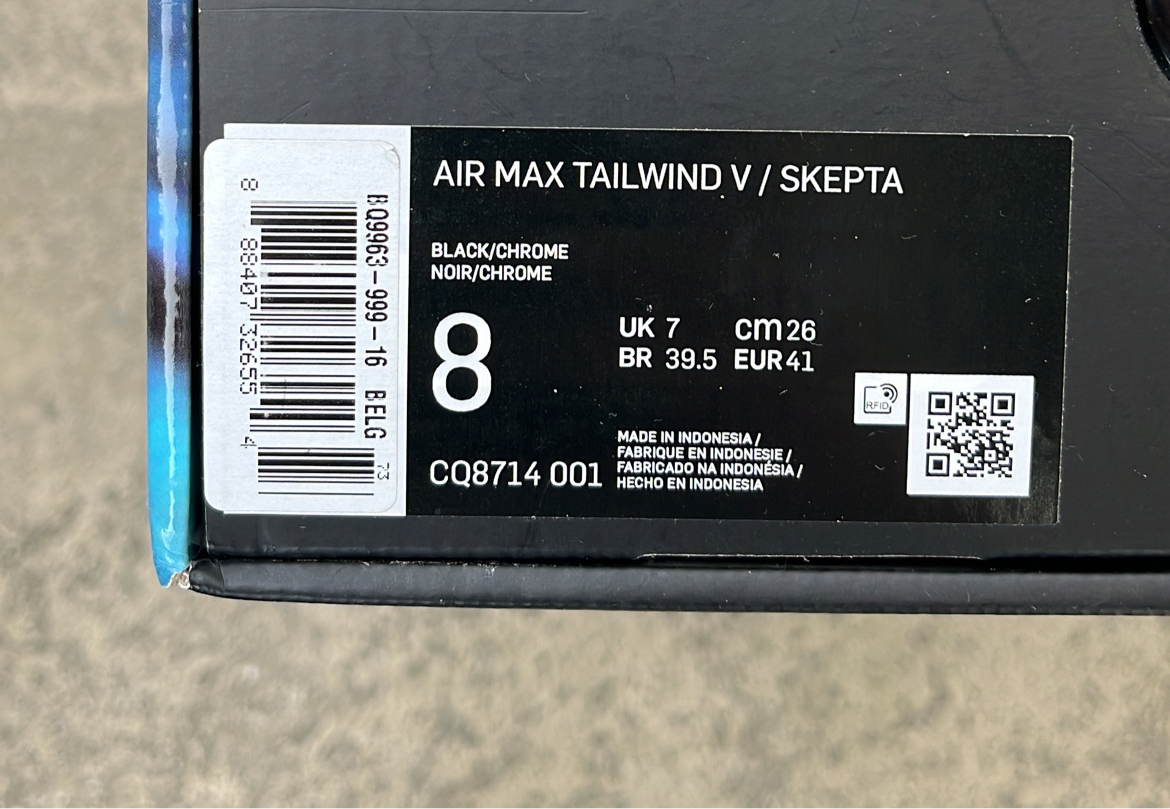 AIR MAX TAILWIND V / SKEPTA
BLACK/CHROME
NOIR/CHROME
8
UK 7 cm 26
BR 39.5 EUR 41
CQ8714 001
MADE IN INDONESIA /
FABRIQUE EN INDONESIE /
FABRICADO NA INDONÉSIA /
HECHO EN INDONESIA
RFID
BQ9963-999-16 BELG
8 88407 32655 4
73